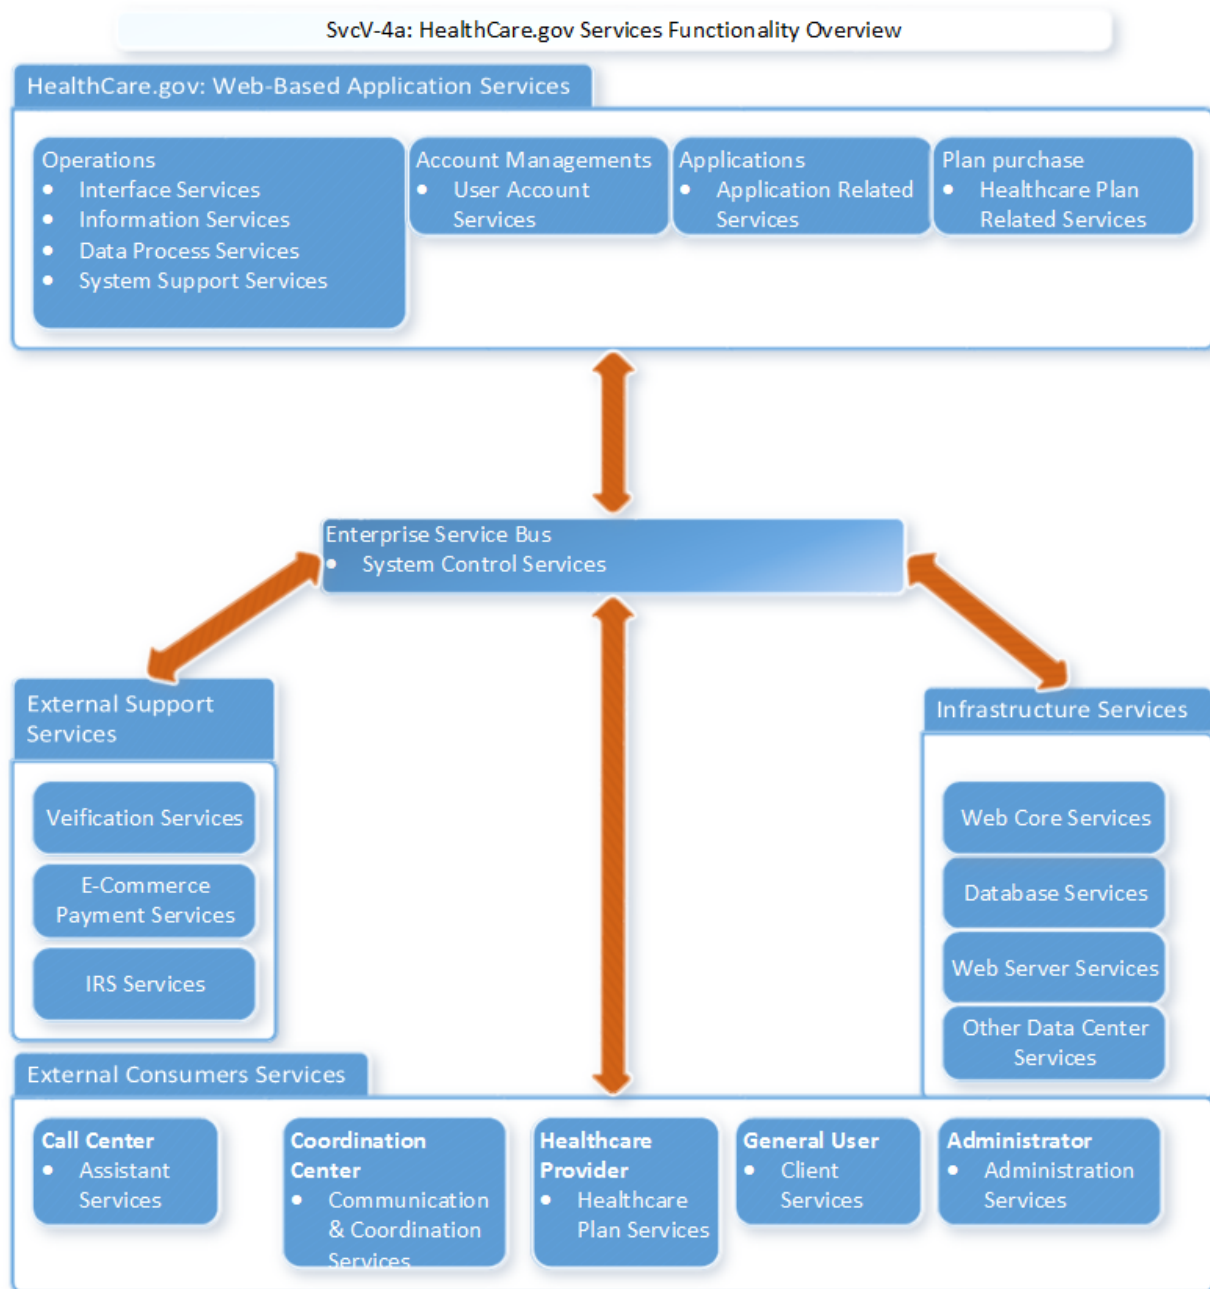 SvcV-4a: HealthCare.gov Services Functionality Overview
HealthCare.gov: Web-Based Application Services
Operations
• Interface Services
• Information Services
• Data Process Services
• System Support Services
Account Managements
• User Account
Services
Applications
• Application Related
Services
Plan purchase
• Healthcare Plan
Related Services
Enterprise Service Bus
• System Control Services
External Support
Services
Veification Services
E-Commerce
Payment Services
IRS Services
Infrastructure Services
Web Core Services
Database Services
Web Server Services
Other Data Center
Services
External Consumers Services
Call Center
• Assistant
Services
Coordination
Center
• Communication
& Coordination
Services
Healthcare
Provider
• Healthcare
Plan Services
General User
• Client
Services
Administrator
• Administration
Services